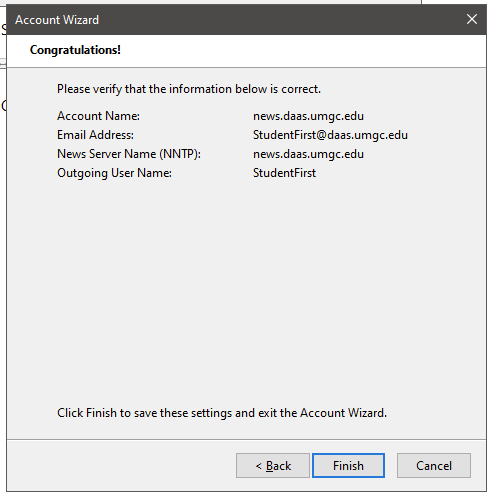 Account Wizard
Congratulations!
Please verify that the information below is correct.
Account Name: news.daas.umgc.edu
Email Address: StudentFirst@daas.umgc.edu
News Server Name (NNTP): news.daas.umgc.edu
Outgoing User Name: StudentFirst
Click Finish to save these settings and exit the Account Wizard.
< Back Finish Cancel